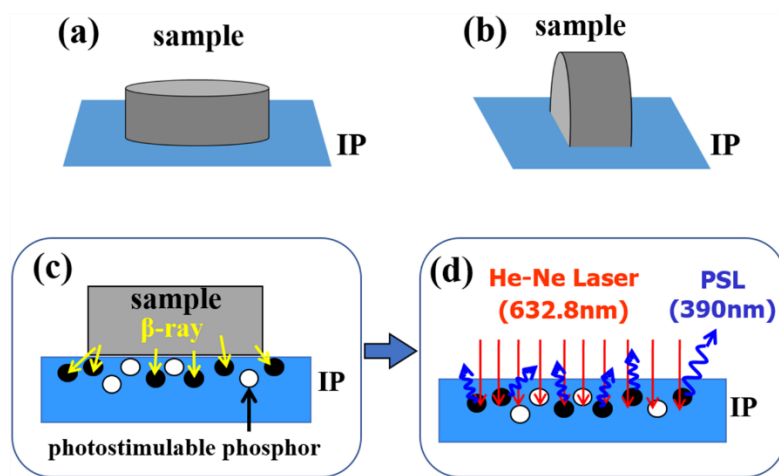 (a)
sample
IP
(b)
sample
IP
(c)
sample
β-ray
IP
photostimulable phosphor
(d)
He-Ne Laser
(632.8nm)
PSL
(390nm)
IP